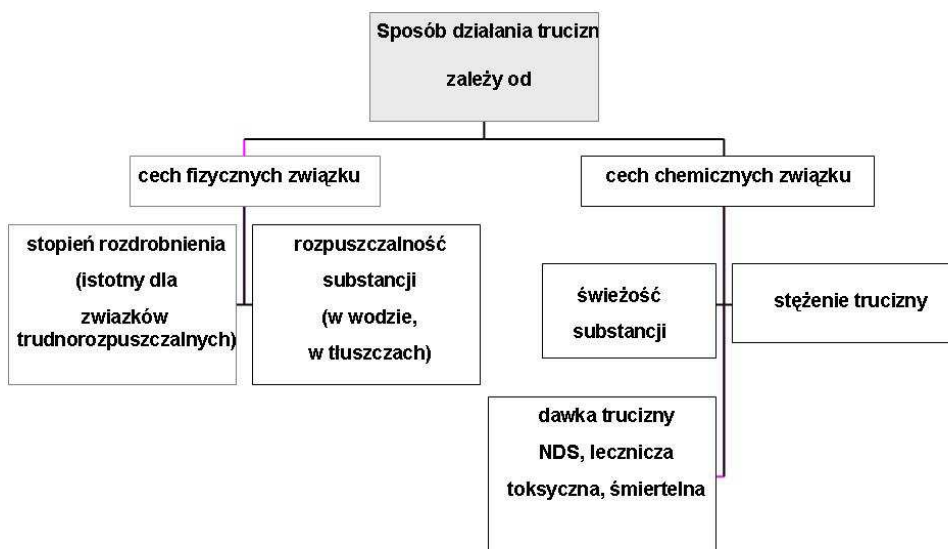 Sposób działania trucizn
zależy od
cech fizycznych związku
cech chemicznych związku
stopień rozdrobnienia
(istotny dla
zwiazków
trudnorozpuszczalnych)
rozpuszczalność
substancji
(w wodzie,
w tłuszczach)
świeżość
substancji
stężenie trucizny
dawka trucizny
NDS, lecznicza
toksyczna, śmiertelna